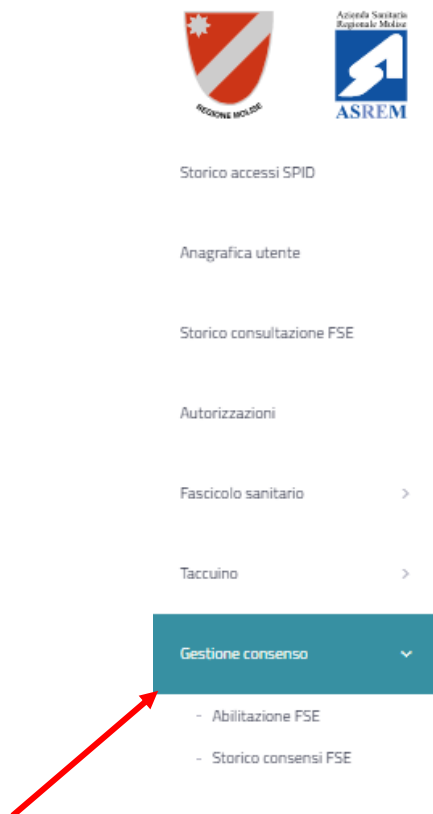 Azienda Sanitaria
Regionale Molise
REGIONE MOLISE
ASREM
Storico accessi SPID
Anagrafica utente
Storico consultazione FSE
Autorizzazioni
Fascicolo sanitario
Taccuino
Gestione consenso
- Abilitazione FSE
- Storico consensi FSE